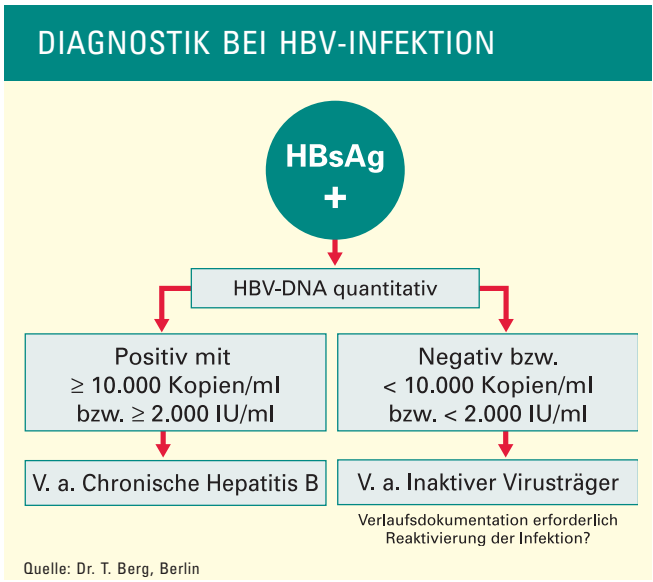 DIAGNOSTIK BEI HBV-INFEKTION
HBsAg
+
HBV-DNA quantitativ
Positiv mit
≥ 10.000 Kopien/ml
bzw. ≥ 2.000 IU/ml
Negativ bzw.
< 10.000 Kopien/ml
bzw. < 2.000 IU/ml
V. a. Chronische Hepatitis B
V. a. Inaktiver Virusträger
Verlaufsdokumentation erforderlich
Reaktivierung der Infektion?
Quelle: Dr. T. Berg, Berlin